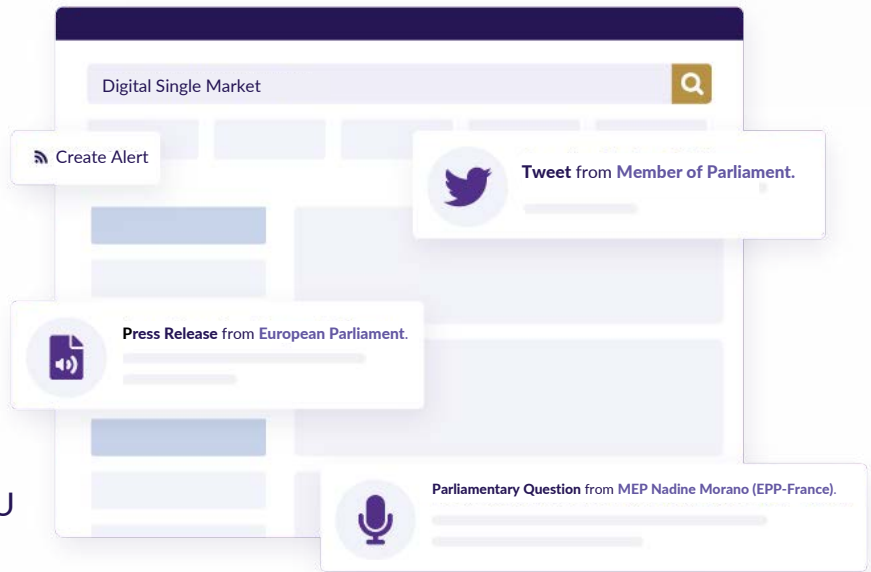 Digital Single Market
Create Alert
Tweet from Member of Parliament.
Press Release from European Parliament.
Parliamentary Question from MEP Nadine Morano (EPP-France).
U